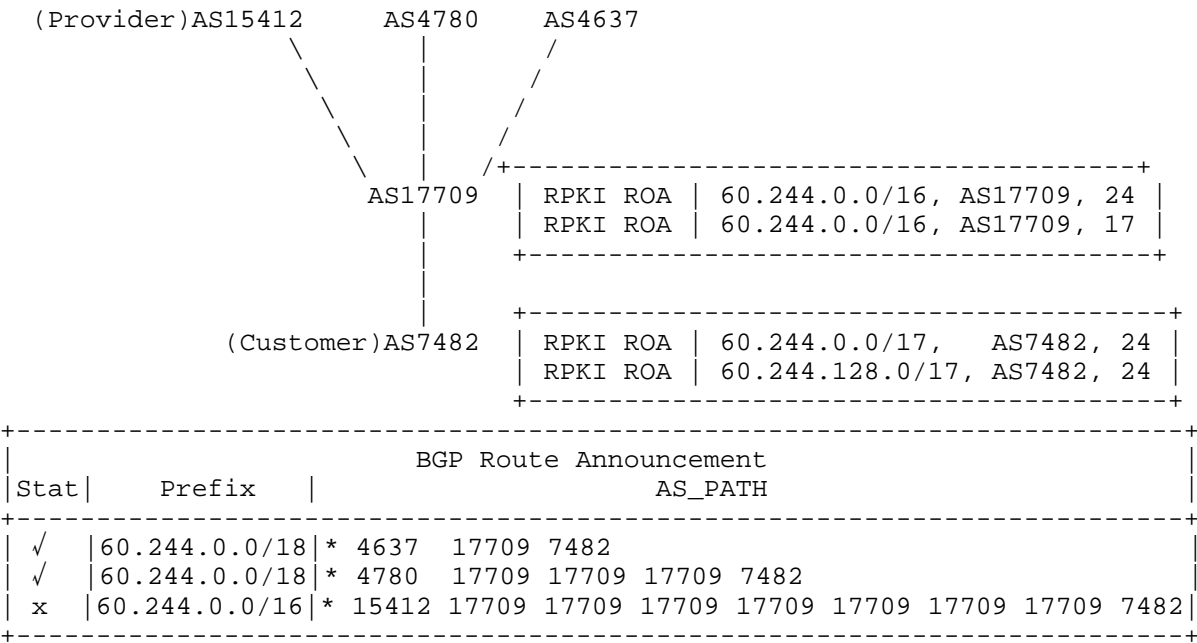 (Provider)AS15412 AS4780 AS4637
AS17709
RPKI ROA | 60.244.0.0/16, AS17709, 24
RPKI ROA | 60.244.0.0/16, AS17709, 17
(Customer)AS7482
RPKI ROA | 60.244.0.0/17, AS7482, 24
RPKI ROA | 60.244.128.0/17, AS7482, 24
BGP Route Announcement
|Stat| Prefix | AS_PATH |
| √ |60.244.0.0/18|* 4637 17709 7482 |
| √ |60.244.0.0/18|* 4780 17709 17709 17709 7482 |
| x |60.244.0.0/16|* 15412 17709 17709 17709 17709 17709 17709 17709 7482|